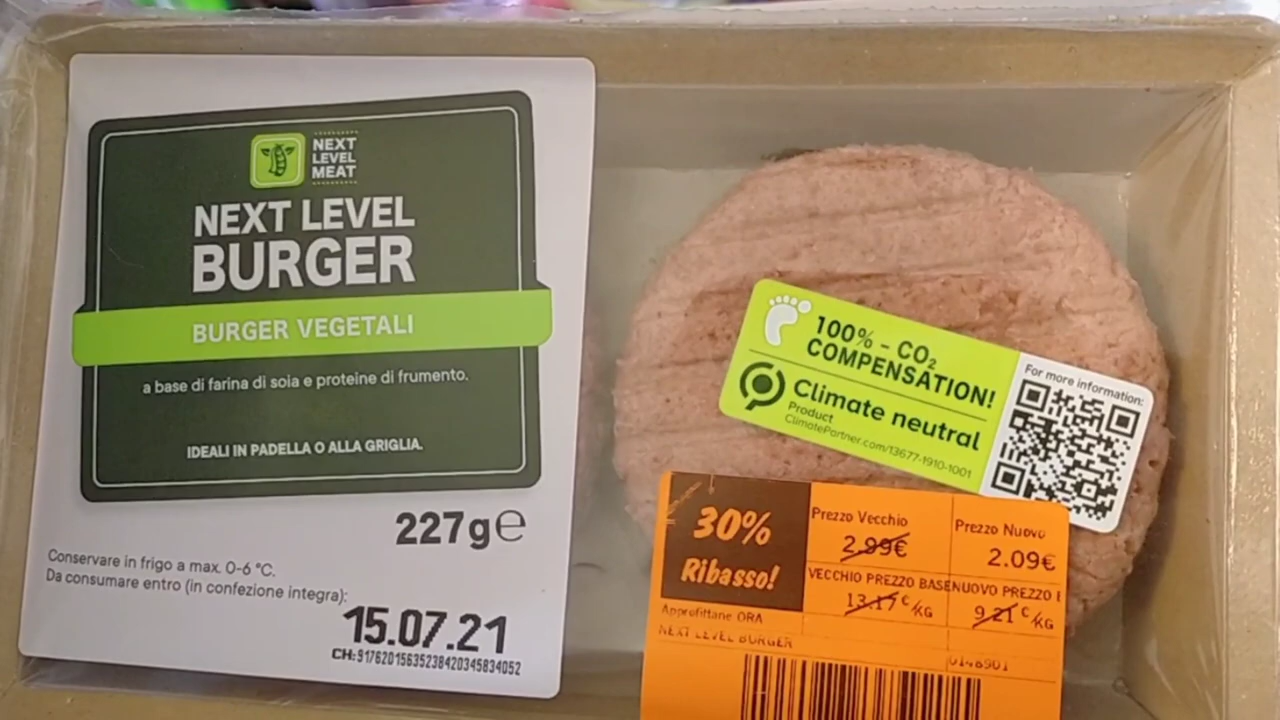 NEXT
LEVEL
MEAT
NEXT LEVEL
BURGER
BURGER VEGETALI
a base di farina di soia e proteine di frumento.
IDEALI IN PADELLA O ALLA GRIGLIA.
227g℮
Conservare in frigo a max. 0-6 °C.
Da consumare entro (in confezione integra):
15.07.21
CH: 91762015635238420345834052
100% - CO₂
COMPENSATION!
Climate neutral
Product
ClimatePartner.com/13677-1910-1001
For more information:
30%
Ribasso!
Prezzo Vecchio
2.99€
Prezzo Nuovo
2.09€
VECCHIO PREZZO BASE
13.17 €/KG
NUOVO PREZZO
9.21 €/KG
Approfittane ORA
NEXT LEVEL BURGER
0148901